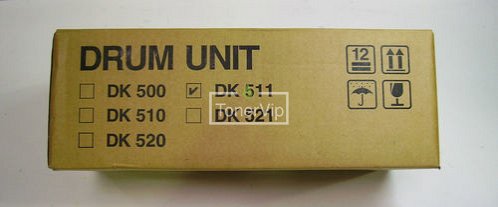 DRUM UNIT
12
DK 500
DK 511
DK 510
DK 521
DK 520
TonerVip